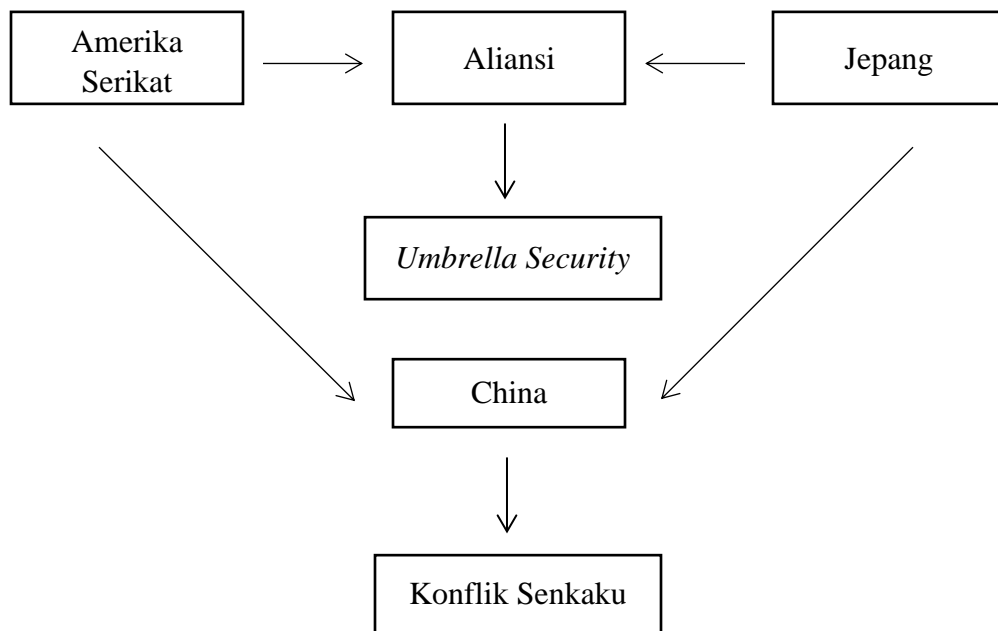 Amerika
Serikat
Aliansi
Jepang
Umbrella Security
China
Konflik Senkaku